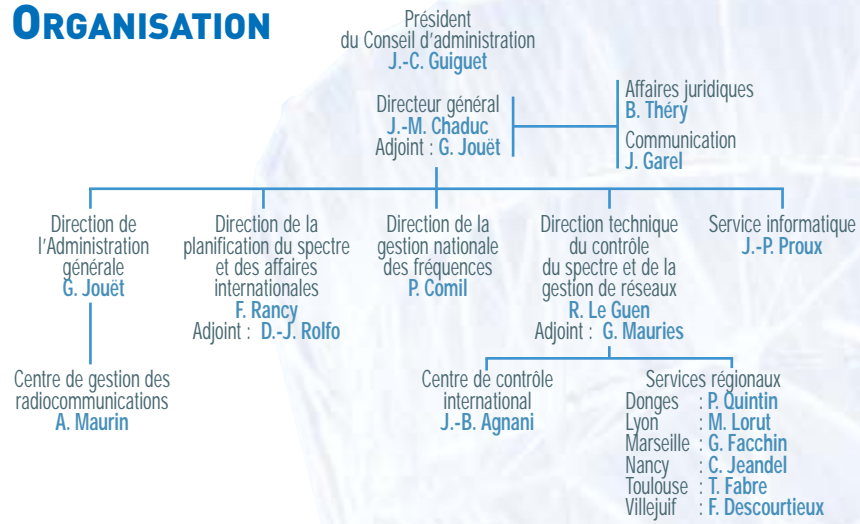 ORGANISATION
Président
du Conseil d'administration
J.-C. Guiguet
Directeur général
J.-M. Chaduc
Adjoint : G. Jouët
Affaires juridiques
B. Théry
Communication
J. Garel
Direction de
l'Administration
générale
G. Jouët
Direction de la
planification du spectre
et des affaires
internationales
F. Rancy
Adjoint : D.-J. Rolfo
Direction de la
gestion nationale
des fréquences
P. Comil
Direction technique
du contrôle
du spectre et de la
gestion de réseaux
R. Le Guen
Adjoint : G. Mauries
Service informatique
J.-P. Proux
Centre de gestion des
radiocommunications
A. Maurin
Centre de contrôle
international
J.-B. Agnani
Services régionaux
Donges : P. Quintin
Lyon : M. Lorut
Marseille : G. Facchin
Nancy : C. Jeandel
Toulouse : T. Fabre
Villejuif : F. Descourtieux